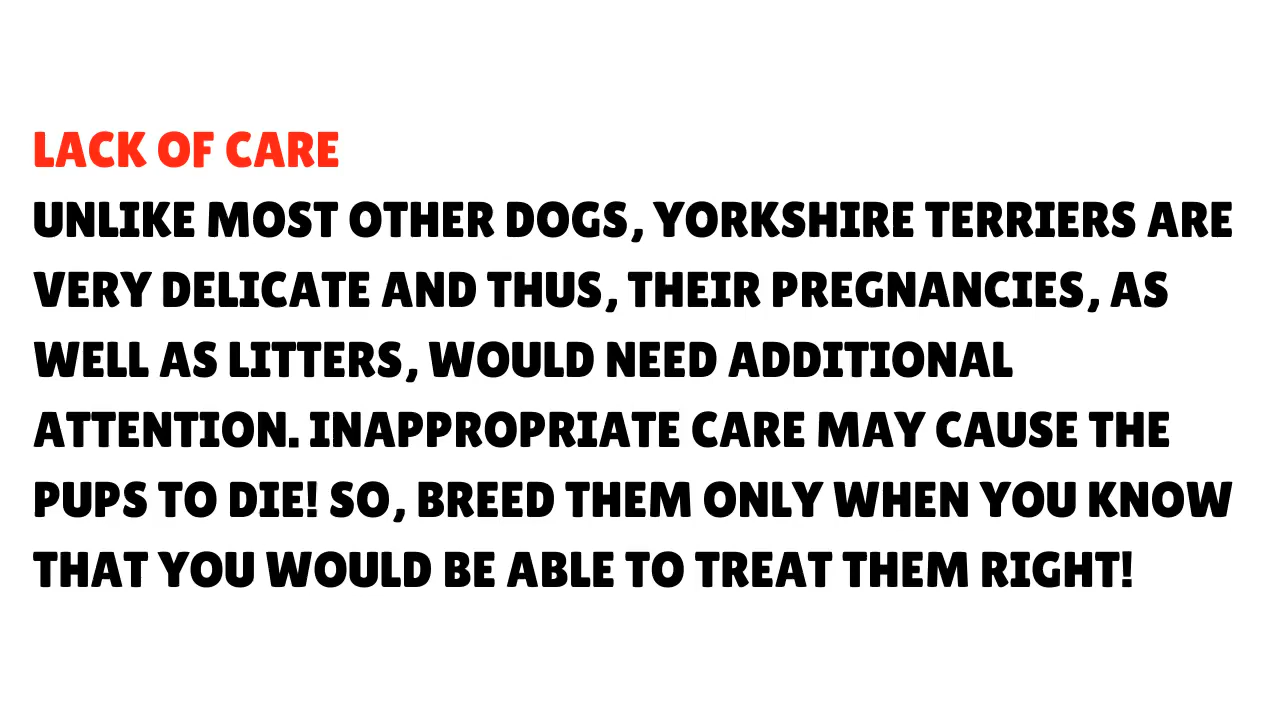 LACK OF CARE
UNLIKE MOST OTHER DOGS, YORKSHIRE TERRIERS ARE
VERY DELICATE AND THUS, THEIR PREGNANCIES, AS
WELL AS LITTERS, WOULD NEED ADDITIONAL
ATTENTION. INAPPROPRIATE CARE MAY CAUSE THE
PUPS TO DIE! SO, BREED THEM ONLY WHEN YOU KNOW
THAT YOU WOULD BE ABLE TO TREAT THEM RIGHT!